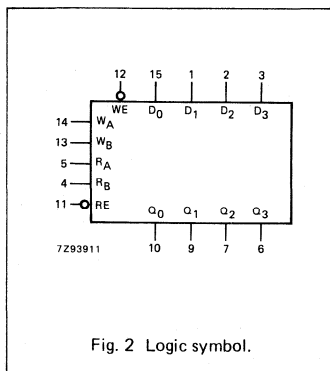 12 15 1 2 3
WE D0 D1 D2 D3
14 WA
13 WB
5 RA
4 RB
11 RE
Q0 Q1 Q2 Q3
7Z93911 10 9 7 6
Fig. 2 Logic symbol.